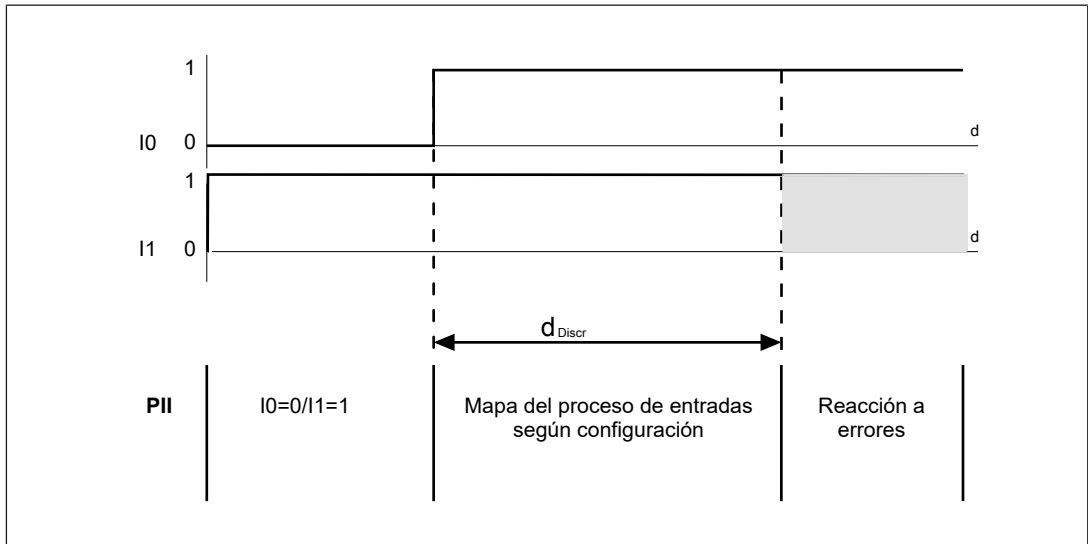 1
I0 0
d
1
I1 0
d
d Discr
PII
I0=0/I1=1
Mapa del proceso de entradas
según configuración
Reacción a
errores